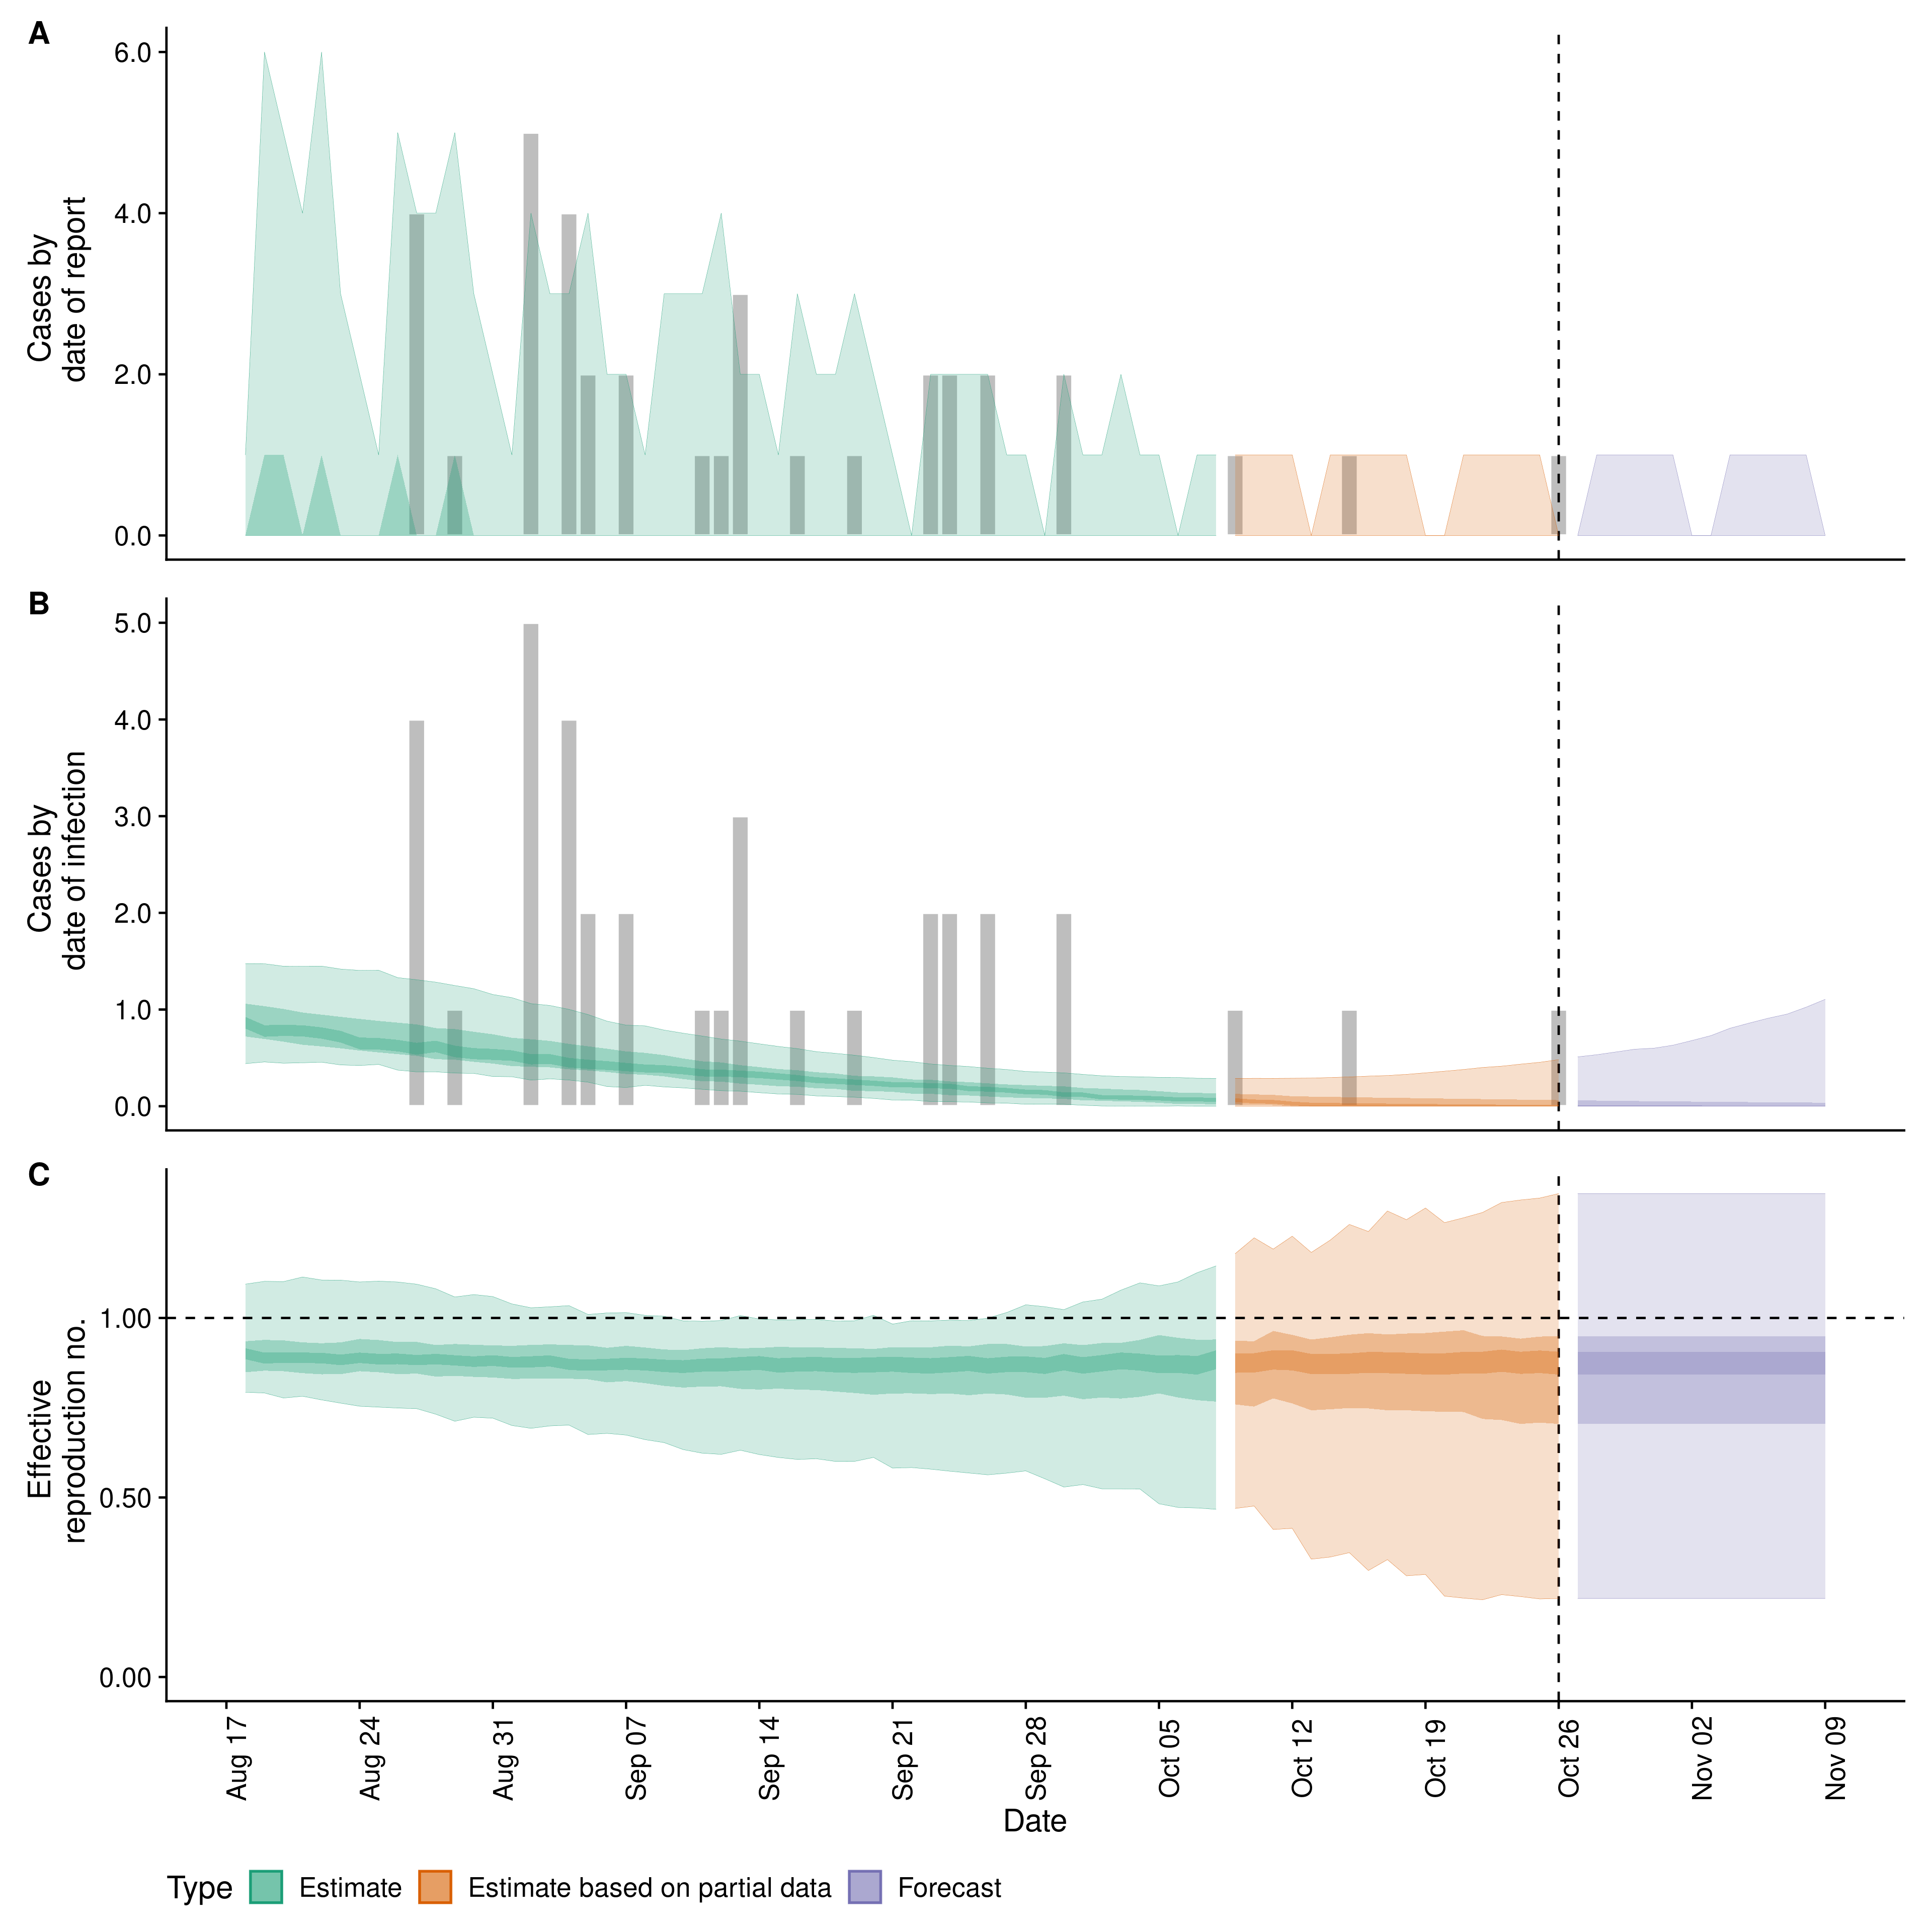 A
Cases by
date of report
6.0
4.0
2.0
0.0
B
Cases by
date of infection
5.0
4.0
3.0
2.0
1.0
0.0
C
Effective
reproduction no.
1.00
0.50
0.00
Aug 17
Aug 24
Aug 31
Sep 07
Sep 14
Sep 21
Sep 28
Oct 05
Oct 12
Oct 19
Oct 26
Nov 02
Nov 09
Date
Type Estimate Estimate based on partial data Forecast